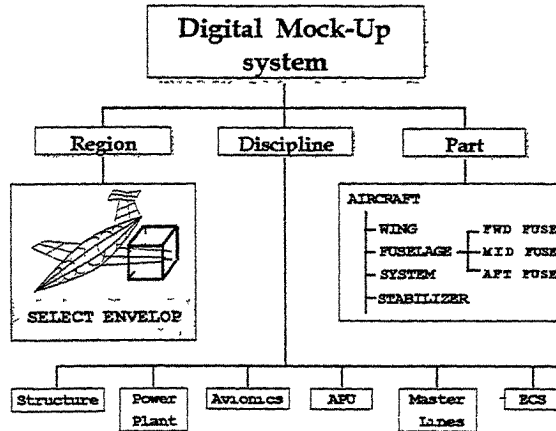 Digital Mock-Up
system
Region
Discipline
Part
SELECT ENVELOP
AIRCRAFT
WING
FUSELAGE
SYSTEM
STABILIZER
FWD FUSE
MID FUSE
AFT FUSE
Structure
Power
Plant
Avionics
APU
Master
Lines
ECS